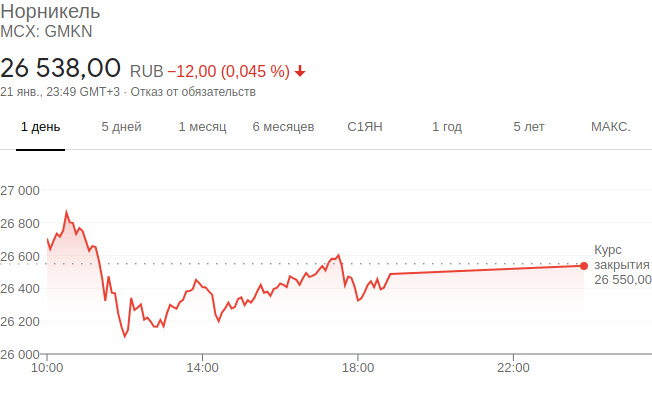 Норникель
MCX: GMKN
26 538,00 RUB −12,00 (0,045 %)
21 янв., 23:49 GMT+3 · Отказ от обязательств
1 день 5 дней 1 месяц 6 месяцев С1ЯН 1 год 5 лет МАКС.
27 000
26 800
26 600
26 400
26 200
26 000
Курс
закрытия
26 550,00
10:00 14:00 18:00 22:00